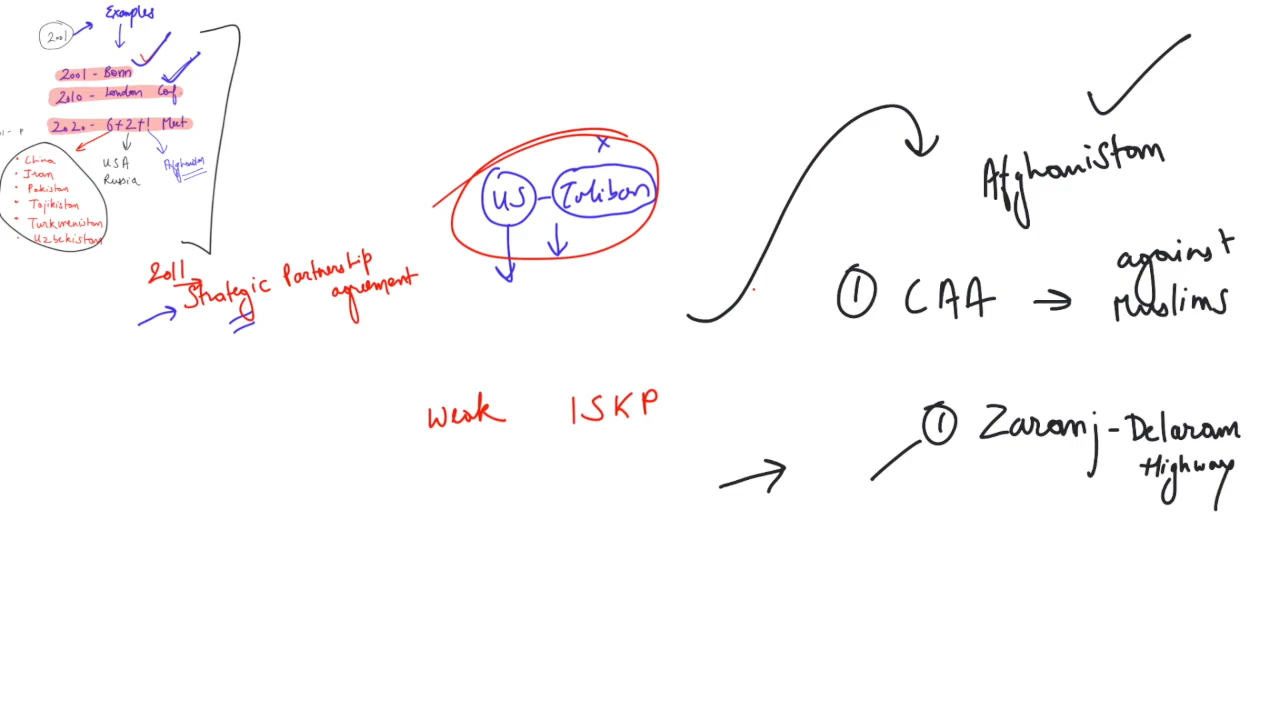 Examples
2001
2001 - Bonn
2010 - London Conf
2020 - 6+2+1 Meet
China
Iran
Pakistan
Tajikistan
Turkmenistan
Uzbekistan
USA
Russia
Afghanistan
2011
Strategic Partnership
agreement
US - Taliban
x
Weak ISKP
Afghanistan
① CAA → against
Muslims
① Zaranj - Delaram
Highway